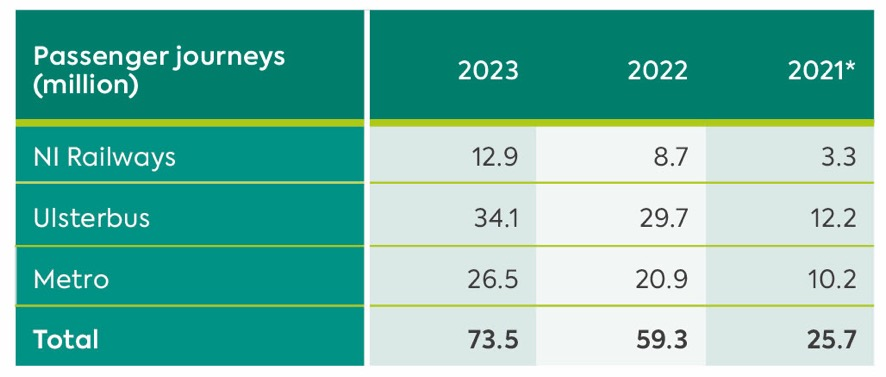 Passenger journeys
(million) 2023 2022 2021*
NI Railways 12.9 8.7 3.3
Ulsterbus 34.1 29.7 12.2
Metro 26.5 20.9 10.2
Total 73.5 59.3 25.7